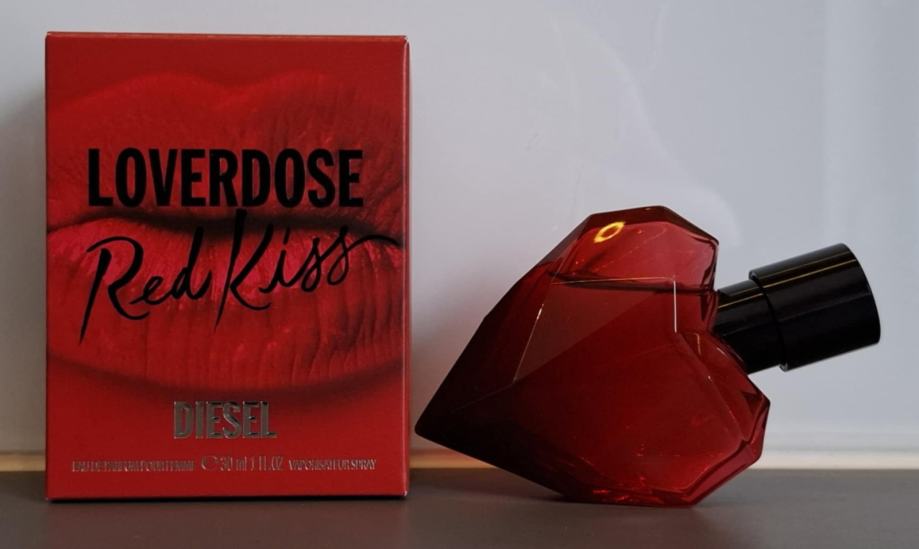 LOVERDOSE
Red Kiss
DIESEL
EAU DE PARFUM POUR FEMME ℮ 30 ml 1 FL.OZ VAPORISATEUR SPRAY